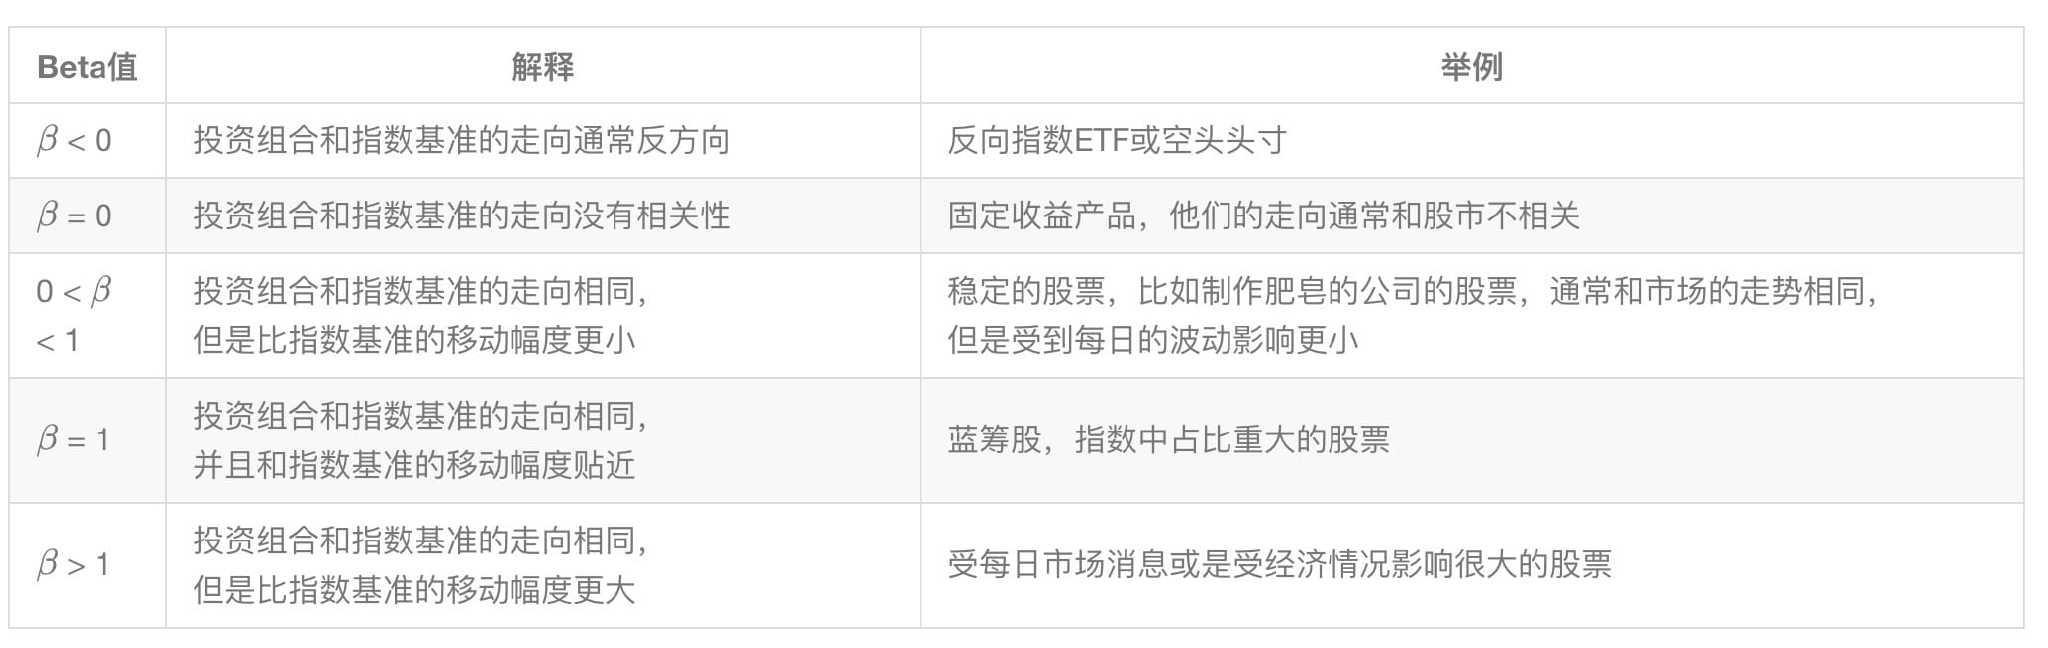 Beta值 解释 举例
β < 0 投资组合和指数基准的走向通常反方向 反向指数ETF或空头头寸
β = 0 投资组合和指数基准的走向没有相关性 固定收益产品，他们的走向通常和股市不相关
0 < β
< 1
投资组合和指数基准的走向相同，
但是比指数基准的移动幅度更小
稳定的股票，比如制作肥皂的公司的股票，通常和市场的走势相同，
但是受到每日的波动影响更小
β = 1
投资组合和指数基准的走向相同，
并且和指数基准的移动幅度贴近
蓝筹股，指数中占比重大的股票
β > 1
投资组合和指数基准的走向相同，
但是比指数基准的移动幅度更大
受每日市场消息或是受经济情况影响很大的股票